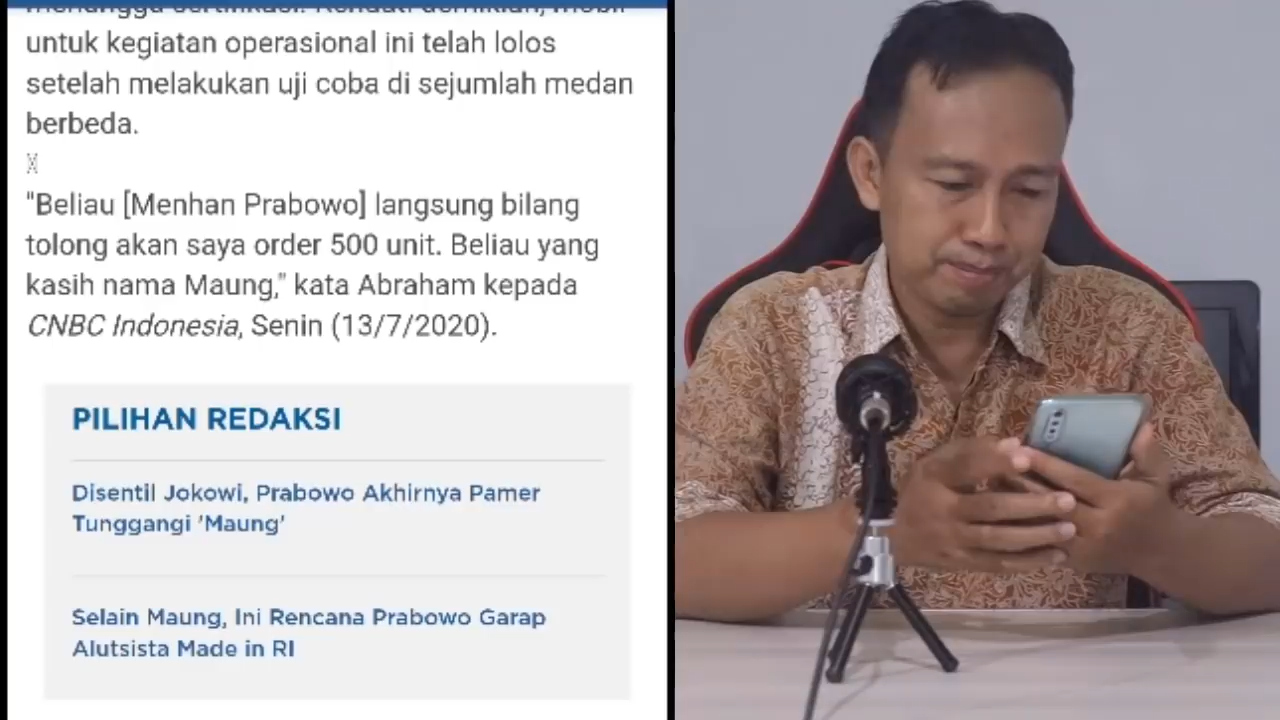 untuk kegiatan operasional ini telah lolos
setelah melakukan uji coba di sejumlah medan
berbeda.
"Beliau [Menhan Prabowo] langsung bilang
tolong akan saya order 500 unit. Beliau yang
kasih nama Maung," kata Abraham kepada
CNBC Indonesia, Senin (13/7/2020).
PILIHAN REDAKSI
Disentil Jokowi, Prabowo Akhirnya Pamer
Tunggangi 'Maung'
Selain Maung, Ini Rencana Prabowo Garap
Alutsista Made in RI